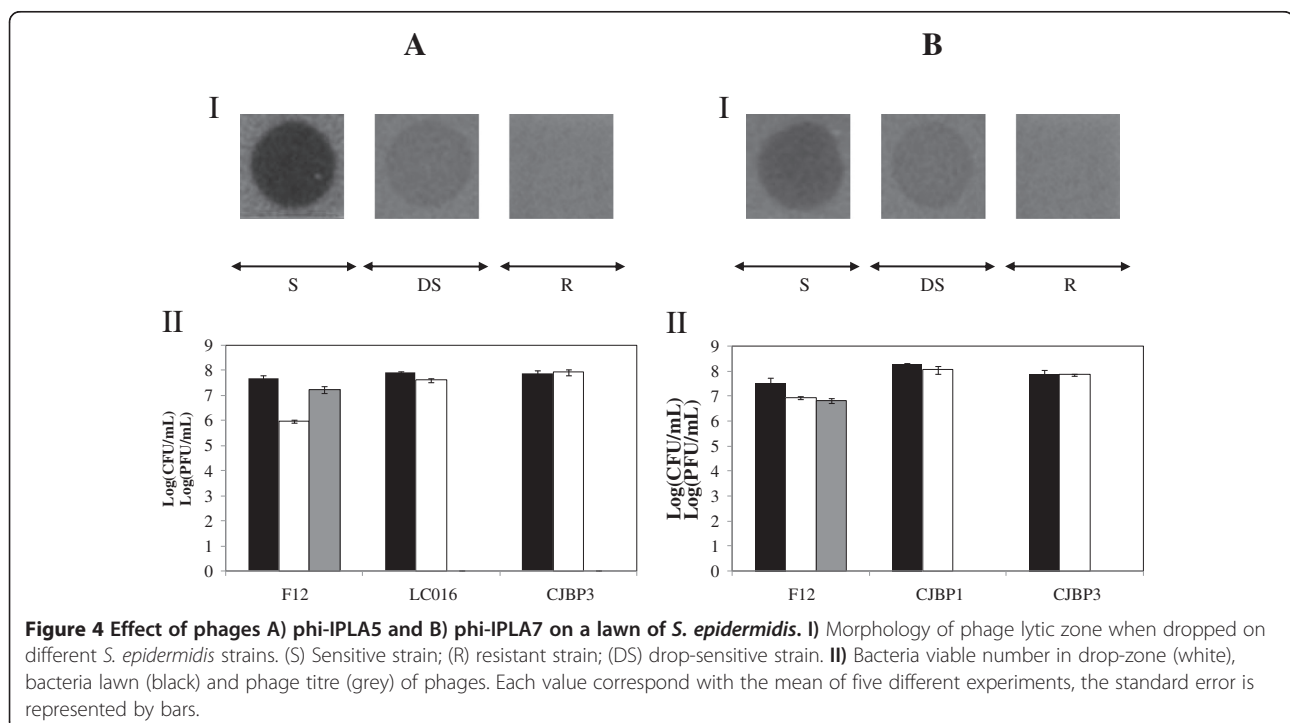 A
B
I
I
S
DS
R
S
DS
R
II
II
Log(CFU/mL)
Log(PFU/mL)
9
8
7
6
5
4
3
2
1
0
F12
LC016
CJBP3
Log(CFU/mL)
Log(PFU/mL)
9
8
7
6
5
4
3
2
1
0
F12
CJBP1
CJBP3
Figure 4 Effect of phages A) phi-IPLA5 and B) phi-IPLA7 on a lawn of S. epidermidis. I) Morphology of phage lytic zone when dropped on
different S. epidermidis strains. (S) Sensitive strain; (R) resistant strain; (DS) drop-sensitive strain. II) Bacteria viable number in drop-zone (white),
bacteria lawn (black) and phage titre (grey) of phages. Each value correspond with the mean of five different experiments, the standard error is
represented by bars.